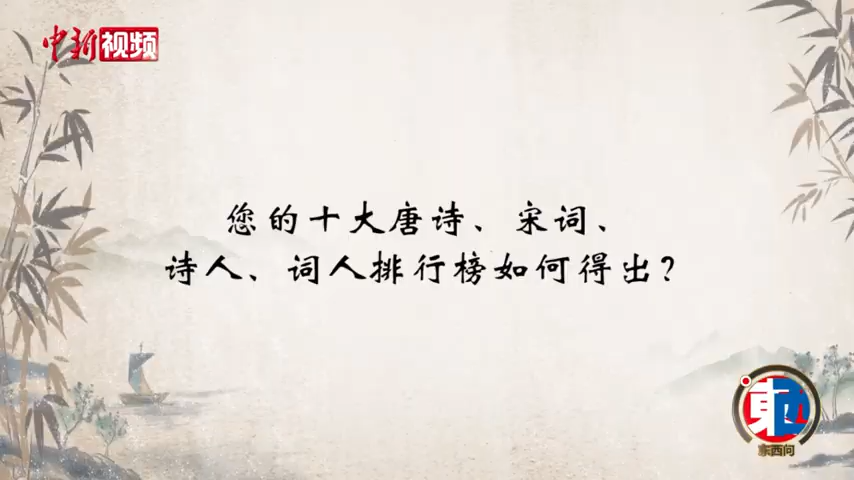 中新视频
您的十大唐诗、宋词、
诗人、词人排行榜如何得出？
东西问